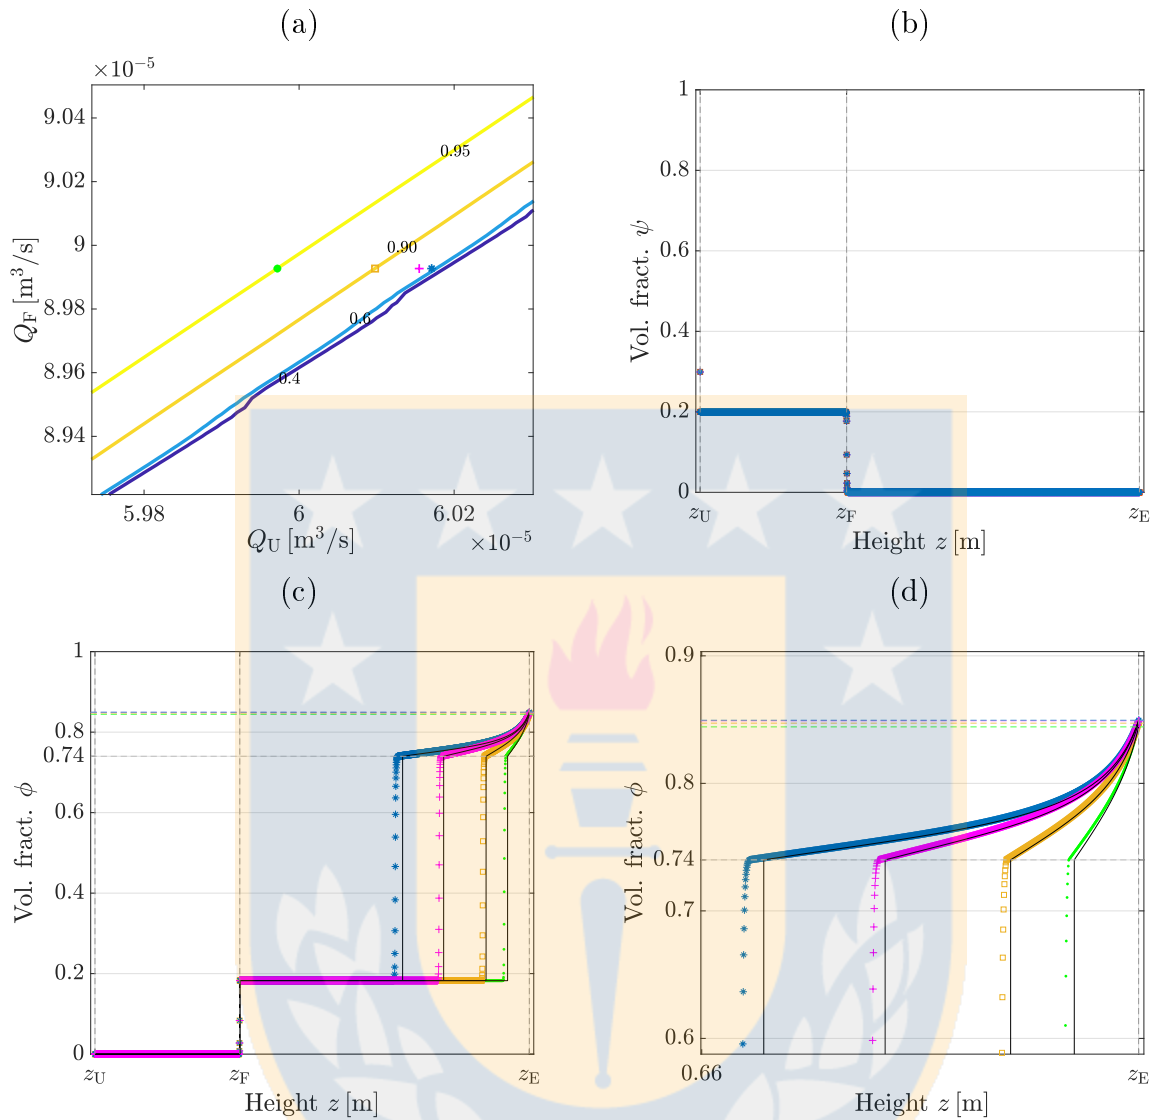 (a)
×10⁻⁵
9.04
9.02
9
8.98
8.96
8.94
Q_F [m³/s]
0.95
0.90
0.6
0.4
5.98
6
6.02
Q_U [m³/s]
×10⁻⁵
(b)
1
0.8
0.6
0.4
0.2
0
Vol. fract. ψ
z_U
z_F
z_E
Height z [m]
(c)
1
0.8
0.74
0.6
0.4
0.2
0
Vol. fract. ϕ
z_U
z_F
z_E
Height z [m]
(d)
0.9
0.8
0.74
0.7
0.6
Vol. fract. ϕ
0.66
z_E
Height z [m]